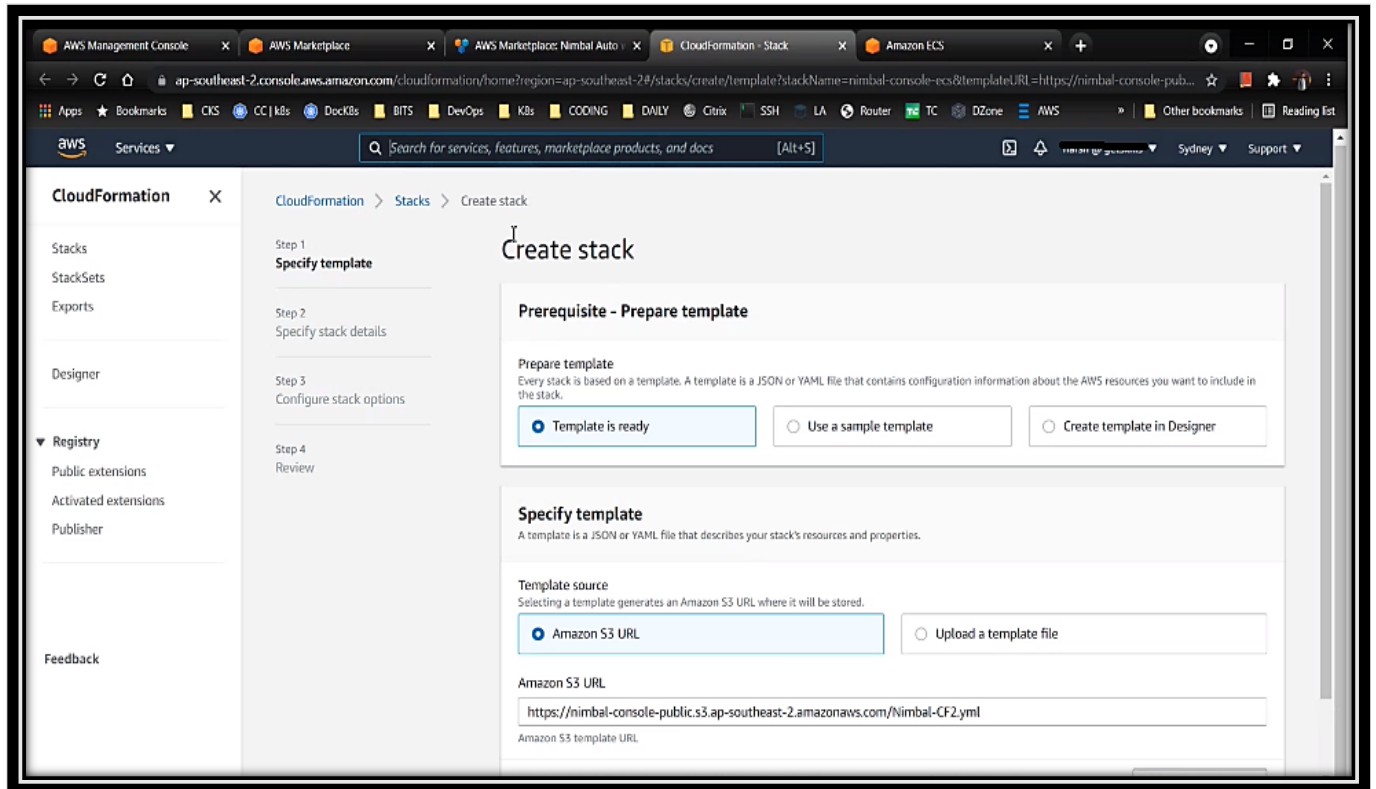 AWS Management Console
AWS Marketplace
AWS Marketplace: Nimbal Auto
CloudFormation - Stack
Amazon ECS
ap-southeast-2.console.aws.amazon.com/cloudformation/home?region=ap-southeast-2#/stacks/create/template?stackName=nimbal-console-ecs&templateURL=https://nimbal-console-pub...
Apps Bookmarks CKS CC|k8s DocK8s BITS DevOps K8s CODING DAILY Citrix SSH LA Router TC DZone AWS » Other bookmarks Reading list
aws Services Search for services, features, marketplace products, and docs [Alt+S] Sydney Support
CloudFormation
Stacks
StackSets
Exports
Designer
Registry
Public extensions
Activated extensions
Publisher
Feedback
CloudFormation > Stacks > Create stack
Step 1
Specify template
Step 2
Specify stack details
Step 3
Configure stack options
Step 4
Review
Create stack
Prerequisite - Prepare template
Prepare template
Every stack is based on a template. A template is a JSON or YAML file that contains configuration information about the AWS resources you want to include in
the stack.
Template is ready
Use a sample template
Create template in Designer
Specify template
A template is a JSON or YAML file that describes your stack's resources and properties.
Template source
Selecting a template generates an Amazon S3 URL where it will be stored.
Amazon S3 URL
Upload a template file
Amazon S3 URL
https://nimbal-console-public.s3.ap-southeast-2.amazonaws.com/Nimbal-CF2.yml
Amazon S3 template URL